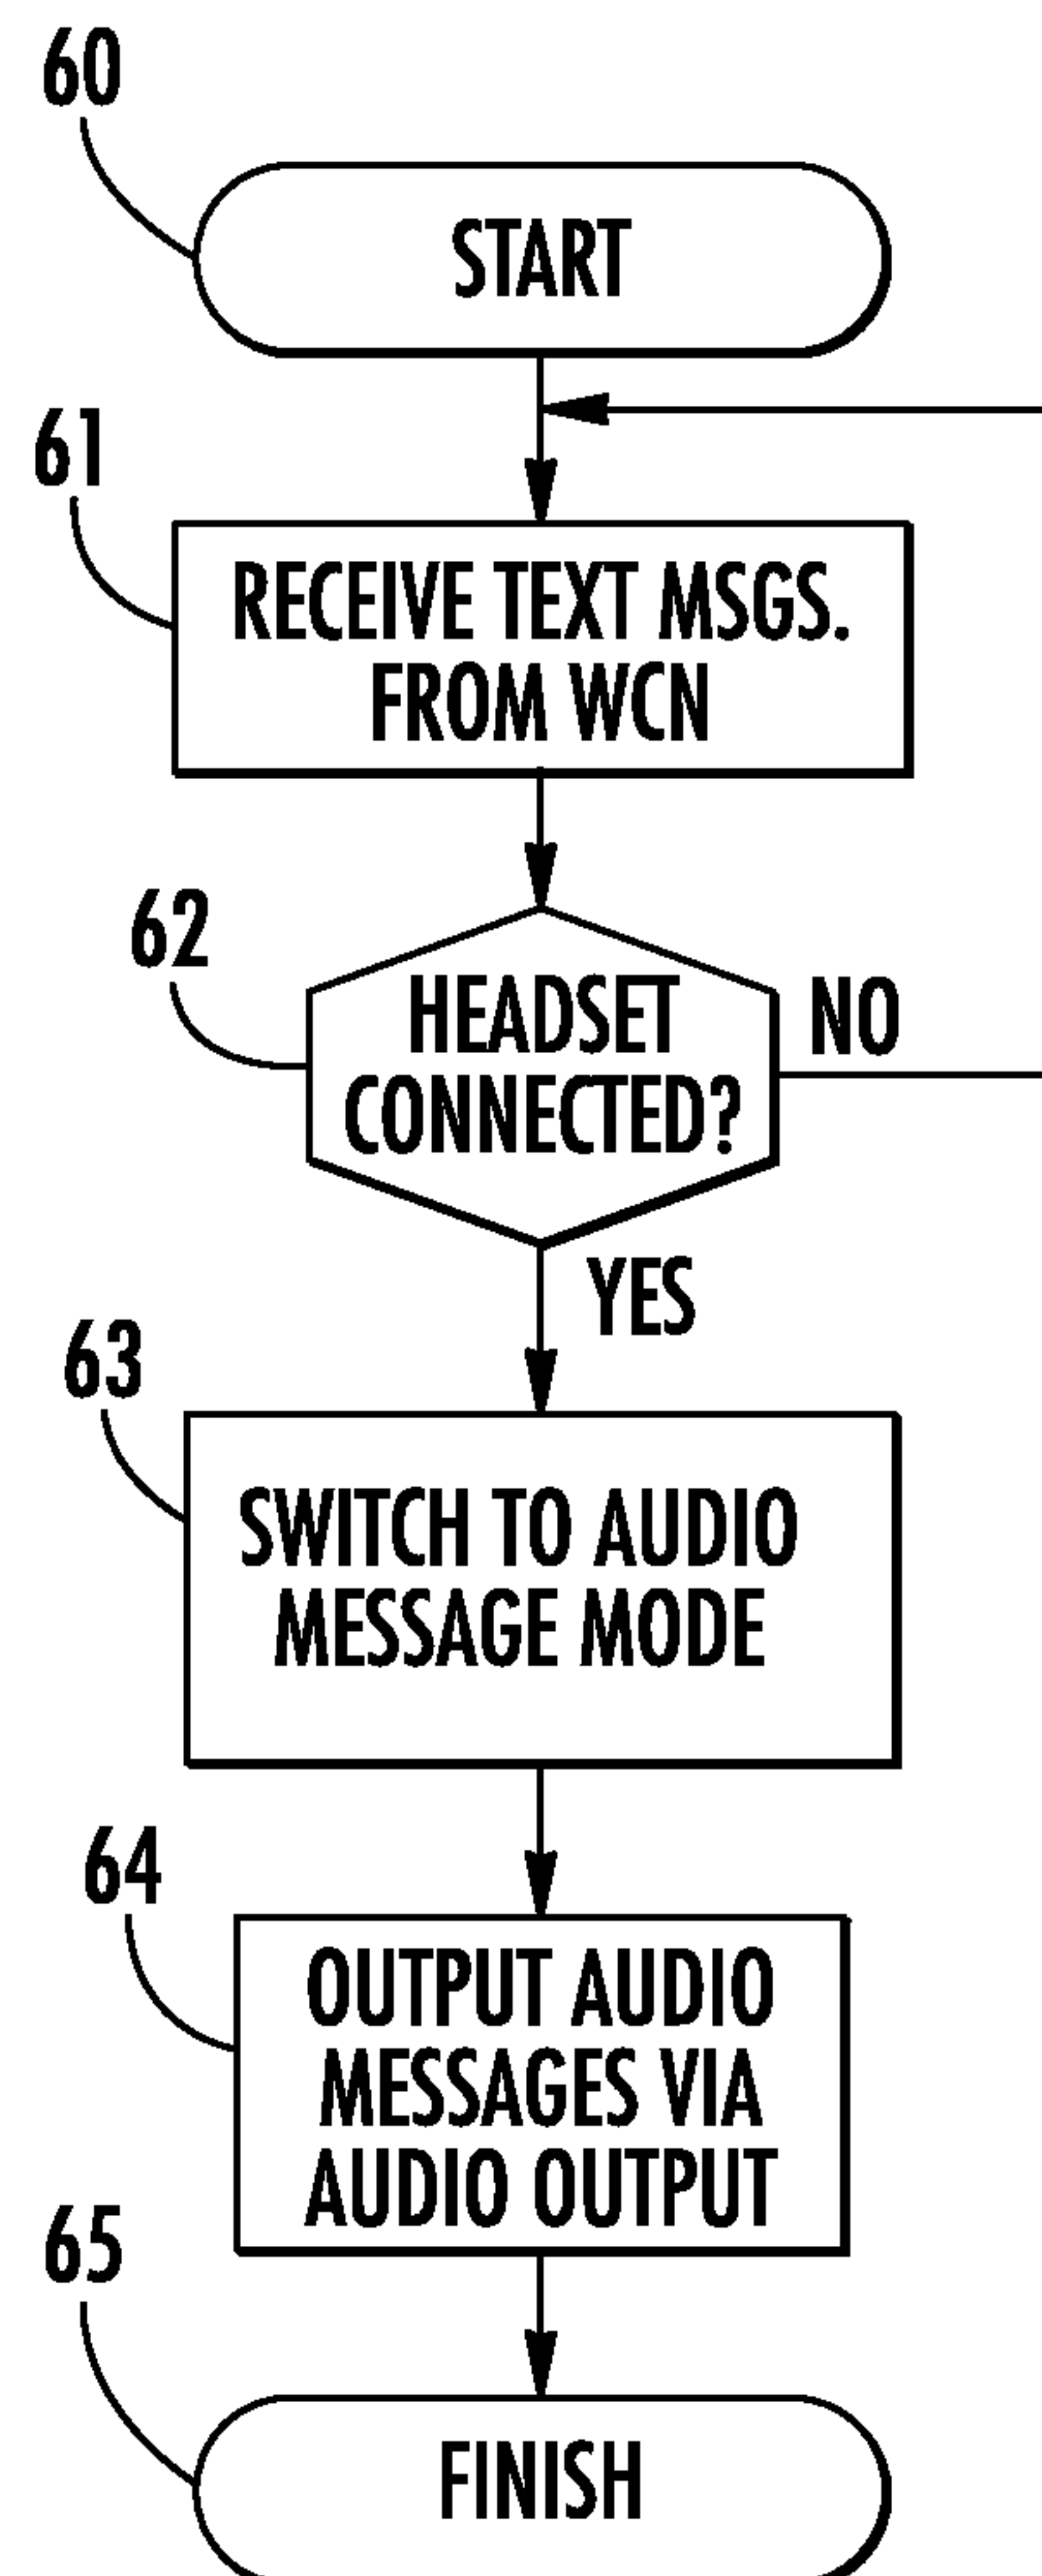 60
START
61
RECEIVE TEXT MSGS.
FROM WCN
62
HEADSET
CONNECTED?
NO
YES
63
SWITCH TO AUDIO
MESSAGE MODE
64
OUTPUT AUDIO
MESSAGES VIA
AUDIO OUTPUT
65
FINISH